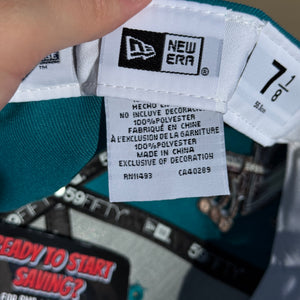 NEW
ERA
®
7 1/8
HECHO EN
NO INCLUYE DECORACION
100%POLYESTER
FABRIQUÉ EN CHINE
À L'EXCLUSION DE LA GARNITURE
100%POLYESTER
MADE IN CHINA
EXCLUSIVE OF DECORATION
RN11493 CA40289
59FIFTY
59FIFTY
READY TO START
SAVING?